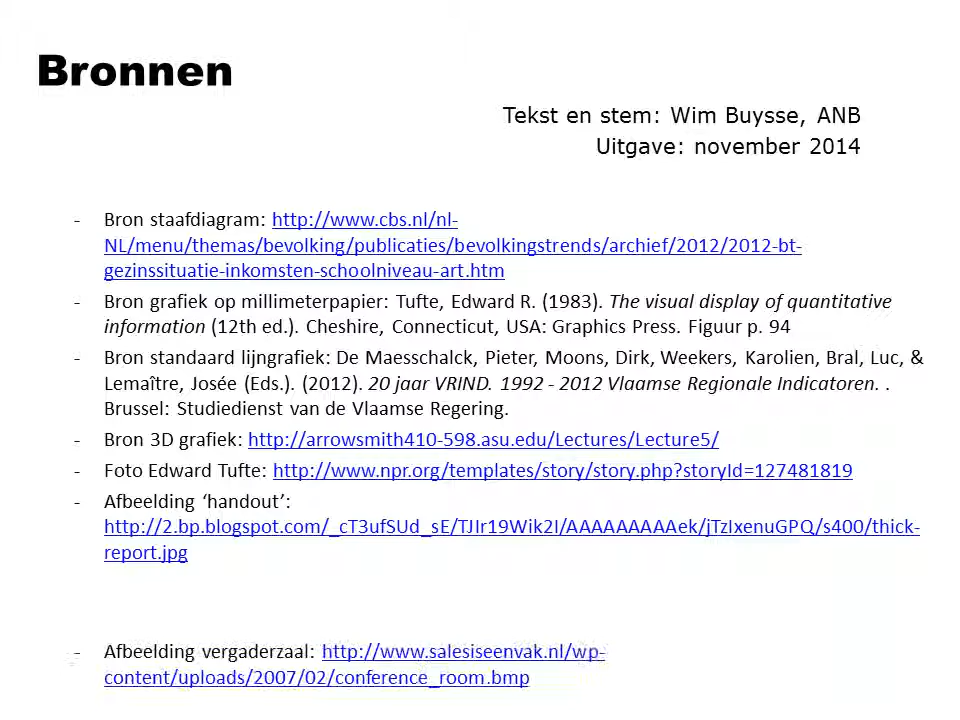 Bronnen
Tekst en stem: Wim Buysse, ANB
Uitgave: november 2014
- Bron staafdiagram: http://www.cbs.nl/nl-
NL/menu/themas/bevolking/publicaties/bevolkingstrends/archief/2012/2012-bt-
gezinssituatie-inkomsten-schoolniveau-art.htm
- Bron grafiek op millimeterpapier: Tufte, Edward R. (1983). The visual display of quantitative
information (12th ed.). Cheshire, Connecticut, USA: Graphics Press. Figuur p. 94
- Bron standaard lijngrafiek: De Maesschalck, Pieter, Moons, Dirk, Weekers, Karolien, Bral, Luc, &
Lemaître, Josée (Eds.). (2012). 20 jaar VRIND. 1992 - 2012 Vlaamse Regionale Indicatoren. .
Brussel: Studiedienst van de Vlaamse Regering.
- Bron 3D grafiek: http://arrowsmith410-598.asu.edu/Lectures/Lecture5/
- Foto Edward Tufte: http://www.npr.org/templates/story/story.php?storyId=127481819
- Afbeelding ‘handout’:
http://2.bp.blogspot.com/_cT3ufSUd_sE/TJIr19Wik2I/AAAAAAAAAek/jTzIxenuGPQ/s400/thick-
report.jpg
- Afbeelding vergaderzaal: http://www.salesiseenvak.nl/wp-
content/uploads/2007/02/conference_room.bmp